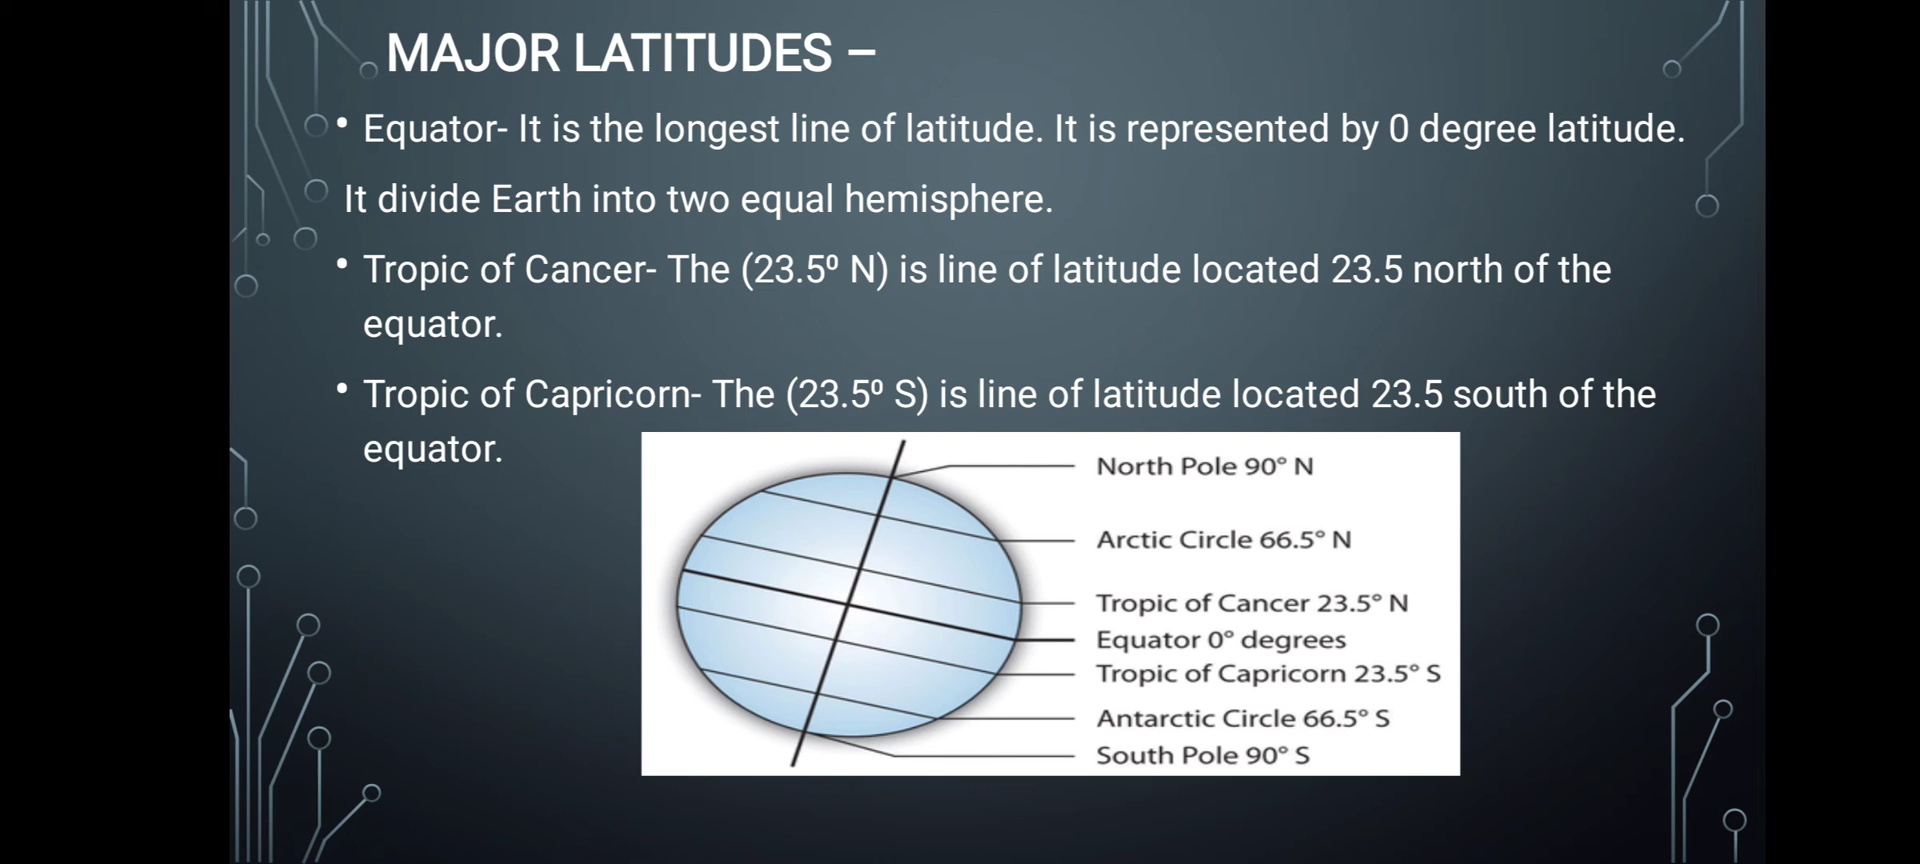 MAJOR LATITUDES –
• Equator- It is the longest line of latitude. It is represented by 0 degree latitude.
It divide Earth into two equal hemisphere.
• Tropic of Cancer- The (23.5⁰ N) is line of latitude located 23.5 north of the
equator.
• Tropic of Capricorn- The (23.5⁰ S) is line of latitude located 23.5 south of the
equator.
North Pole 90° N
Arctic Circle 66.5° N
Tropic of Cancer 23.5° N
Equator 0° degrees
Tropic of Capricorn 23.5° S
Antarctic Circle 66.5° S
South Pole 90° S